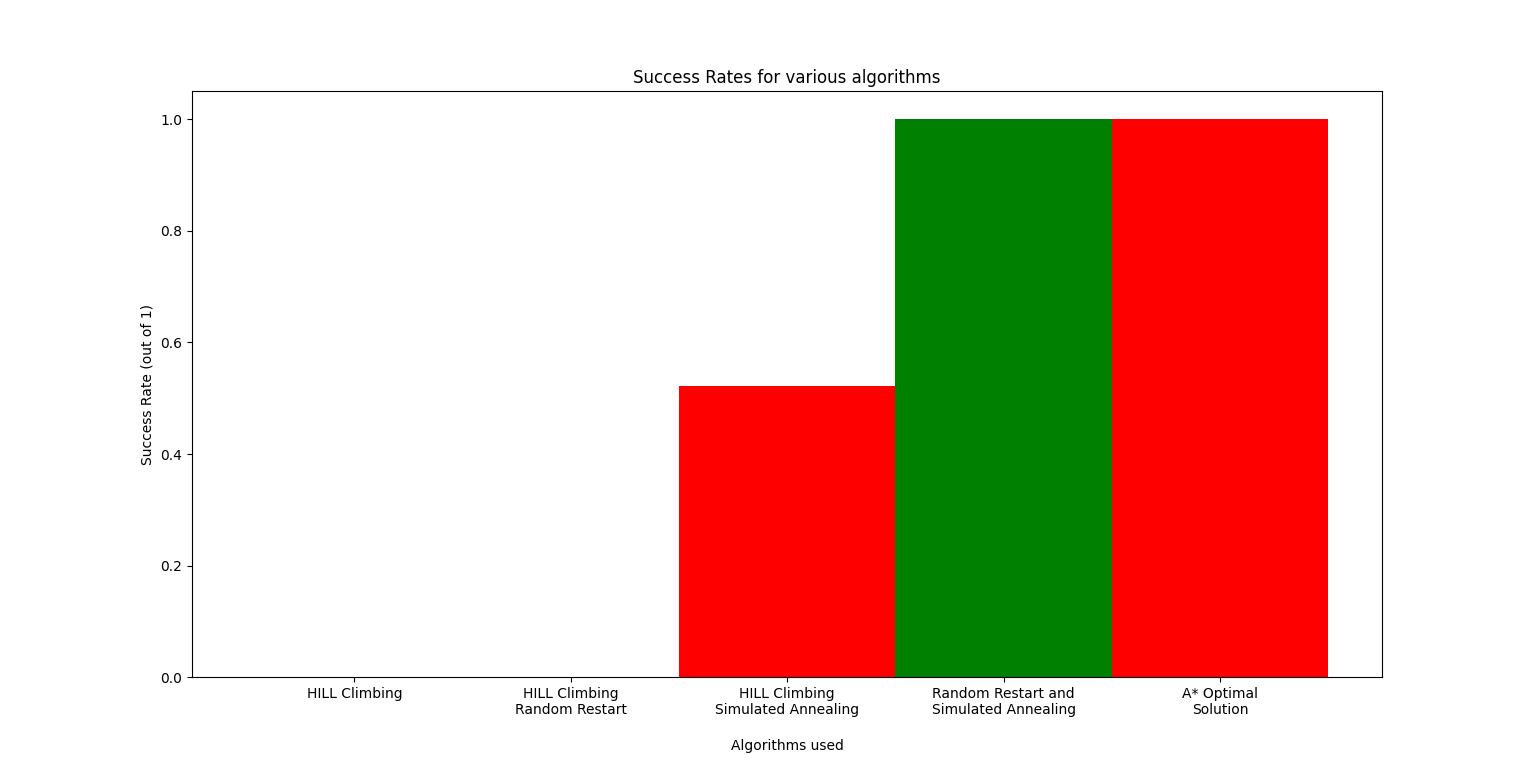 Success Rates for various algorithms
1.0
0.8
0.6
0.4
0.2
0.0
Success Rate (out of 1)
HILL Climbing
HILL Climbing
Random Restart
HILL Climbing
Simulated Annealing
Random Restart and
Simulated Annealing
A* Optimal
Solution
Algorithms used